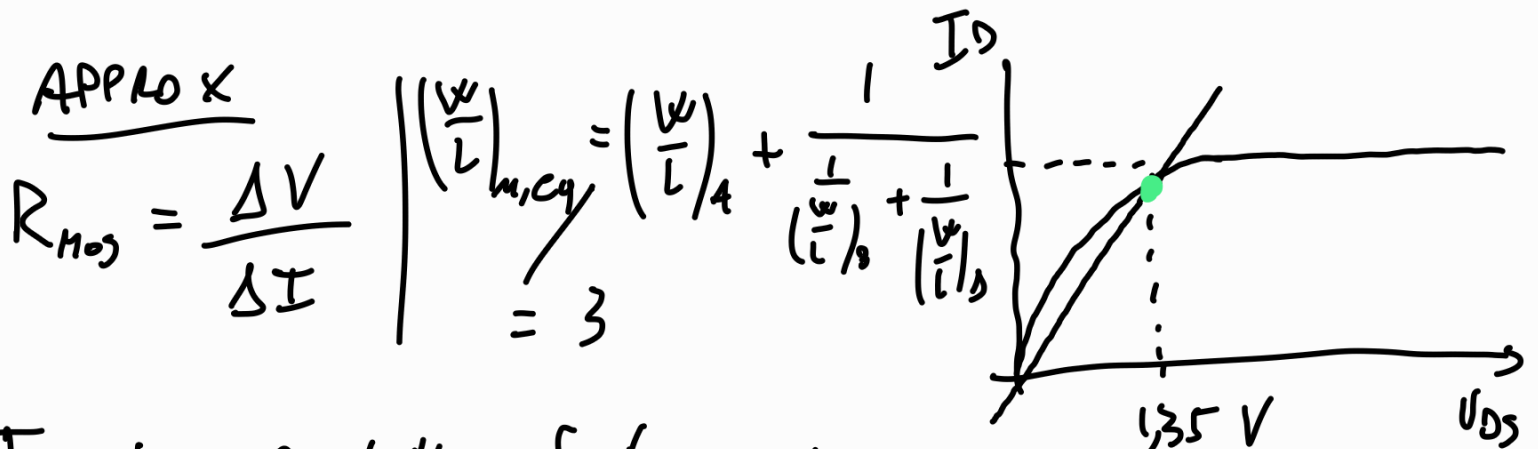 APPROX
R_MOS = ΔV / ΔI
(W/L)_n,eq = (W/L)_A + 1 / (1/(W/L)_B + 1/(W/L)_D)
= 3
ID
1,35 V
VDS